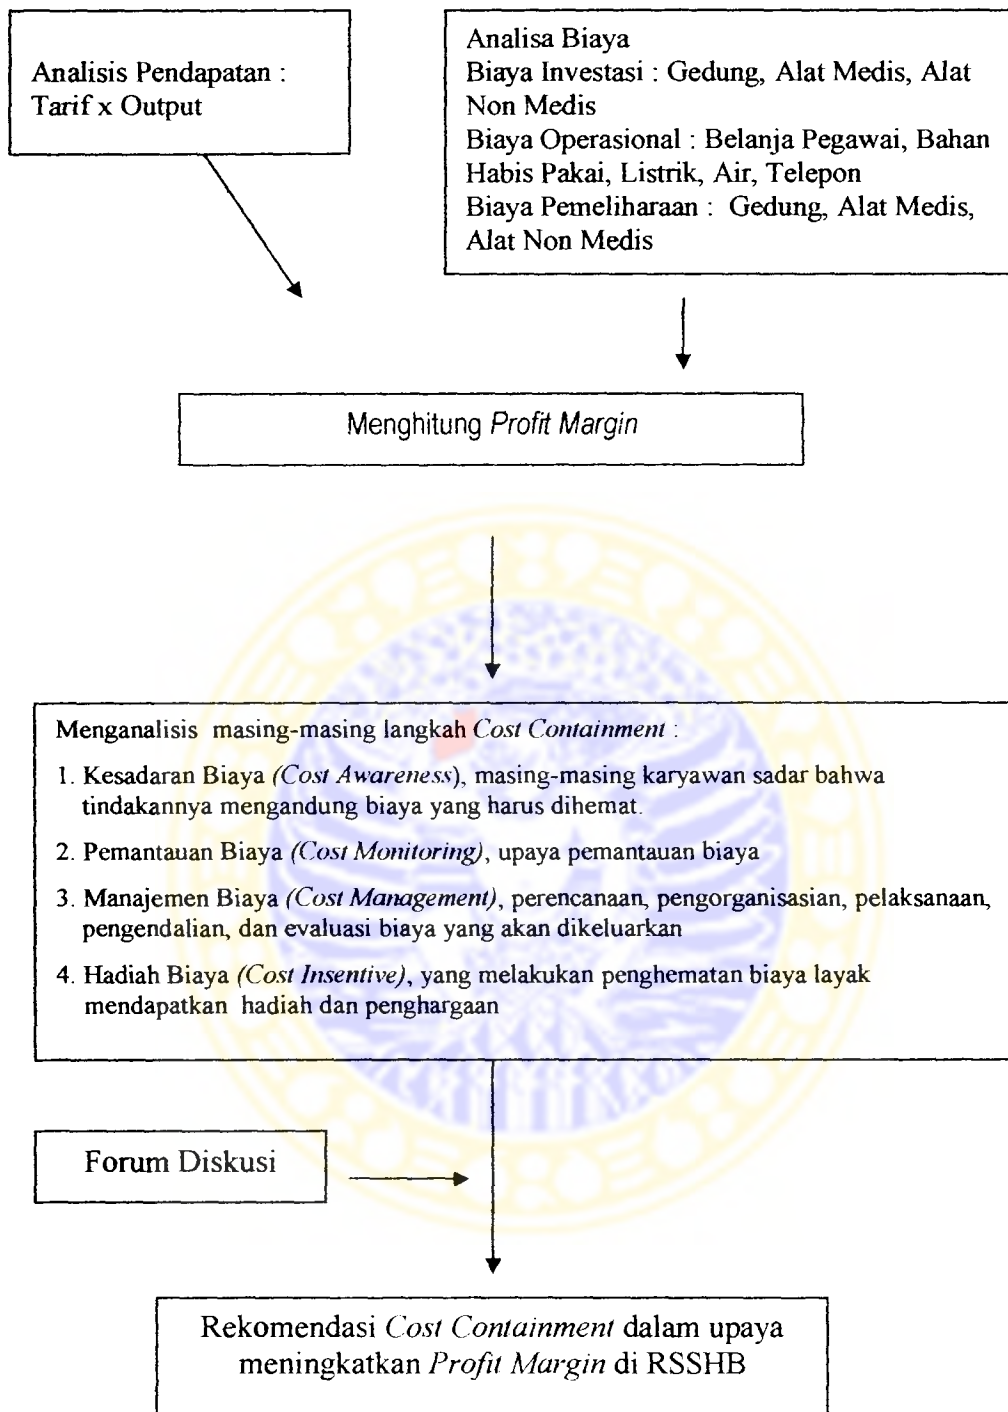 Analisis Pendapatan :
Tarif x Output
Analisa Biaya
Biaya Investasi : Gedung, Alat Medis, Alat
Non Medis
Biaya Operasional : Belanja Pegawai, Bahan
Habis Pakai, Listrik, Air, Telepon
Biaya Pemeliharaan : Gedung, Alat Medis,
Alat Non Medis
Menghitung Profit Margin
Menganalisis masing-masing langkah Cost Containment :
1. Kesadaran Biaya (Cost Awareness), masing-masing karyawan sadar bahwa
tindakannya mengandung biaya yang harus dihemat.
2. Pemantauan Biaya (Cost Monitoring), upaya pemantauan biaya
3. Manajemen Biaya (Cost Management), perencanaan, pengorganisasian, pelaksanaan,
pengendalian, dan evaluasi biaya yang akan dikeluarkan
4. Hadiah Biaya (Cost Insentive), yang melakukan penghematan biaya layak
mendapatkan hadiah dan penghargaan
Forum Diskusi
Rekomendasi Cost Containment dalam upaya
meningkatkan Profit Margin di RSSHB